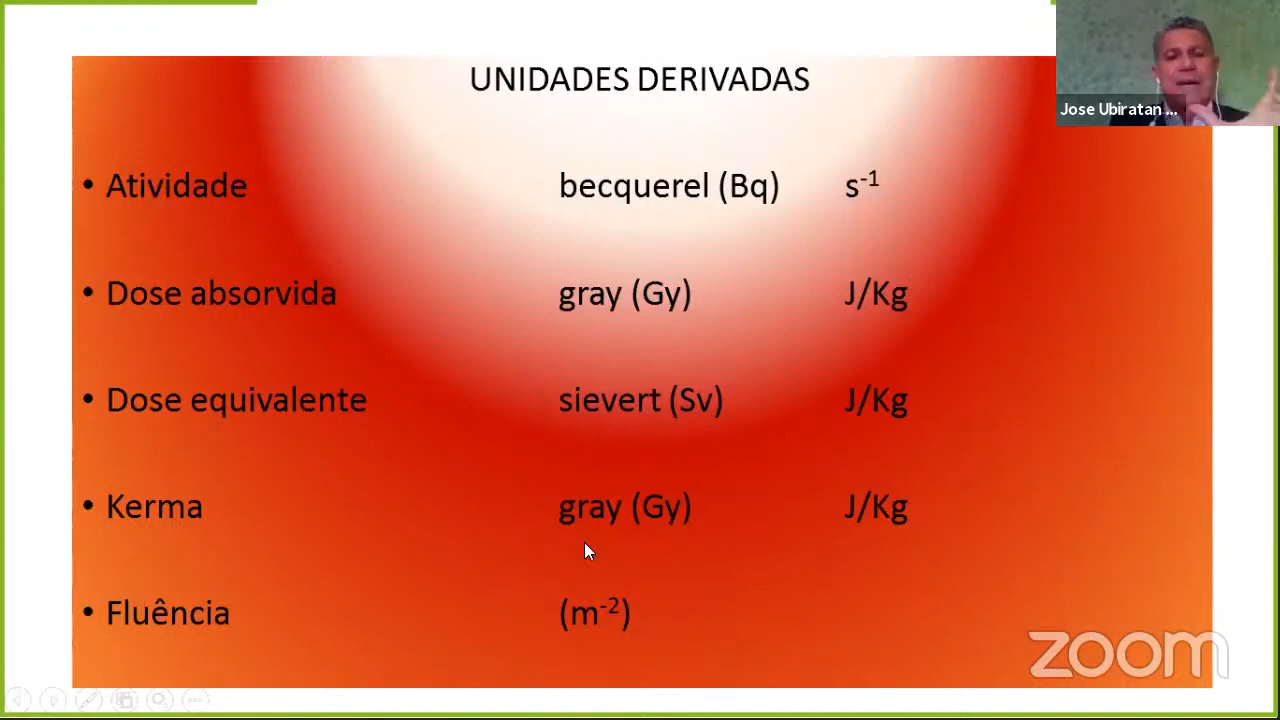 UNIDADES DERIVADAS
Jose Ubiratan ...
• Atividade becquerel (Bq) s⁻¹
• Dose absorvida gray (Gy) J/Kg
• Dose equivalente sievert (Sv) J/Kg
• Kerma gray (Gy) J/Kg
• Fluência (m⁻²)
zoom